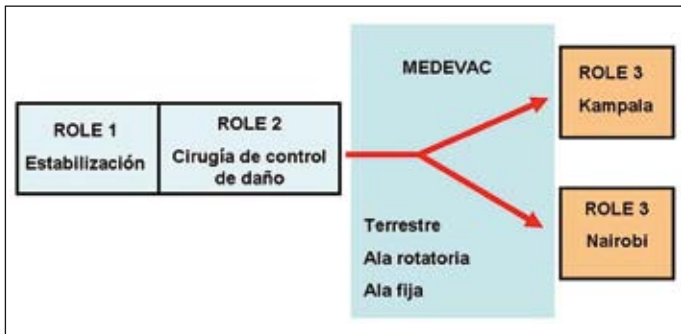 ROLE 1
Estabilización
ROLE 2
Cirugía de control
de daño
MEDEVAC
Terrestre
Ala rotatoria
Ala fija
ROLE 3
Kampala
ROLE 3
Nairobi